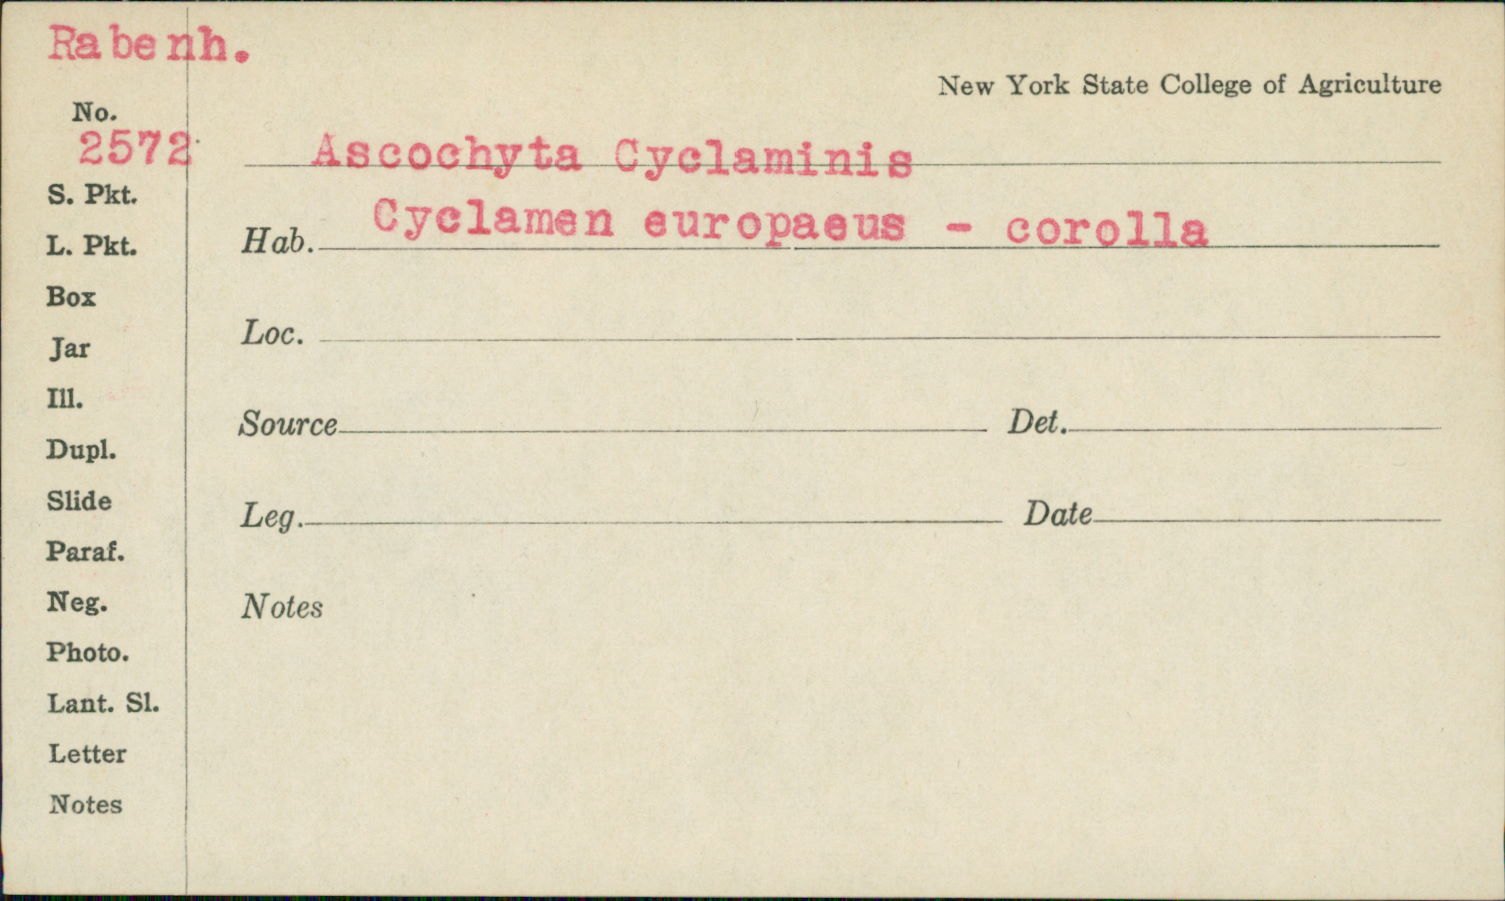 Rabenh.
New York State College of Agriculture
No.
2572
Ascochyta Cyclaminis
S. Pkt.
Hab. Cyclamen europaeus - corolla
L. Pkt.
Box
Loc.
Jar
Ill.
Source Det.
Dupl.
Slide
Leg. Date
Paraf.
Neg.
Notes
Photo.
Lant. Sl.
Letter
Notes